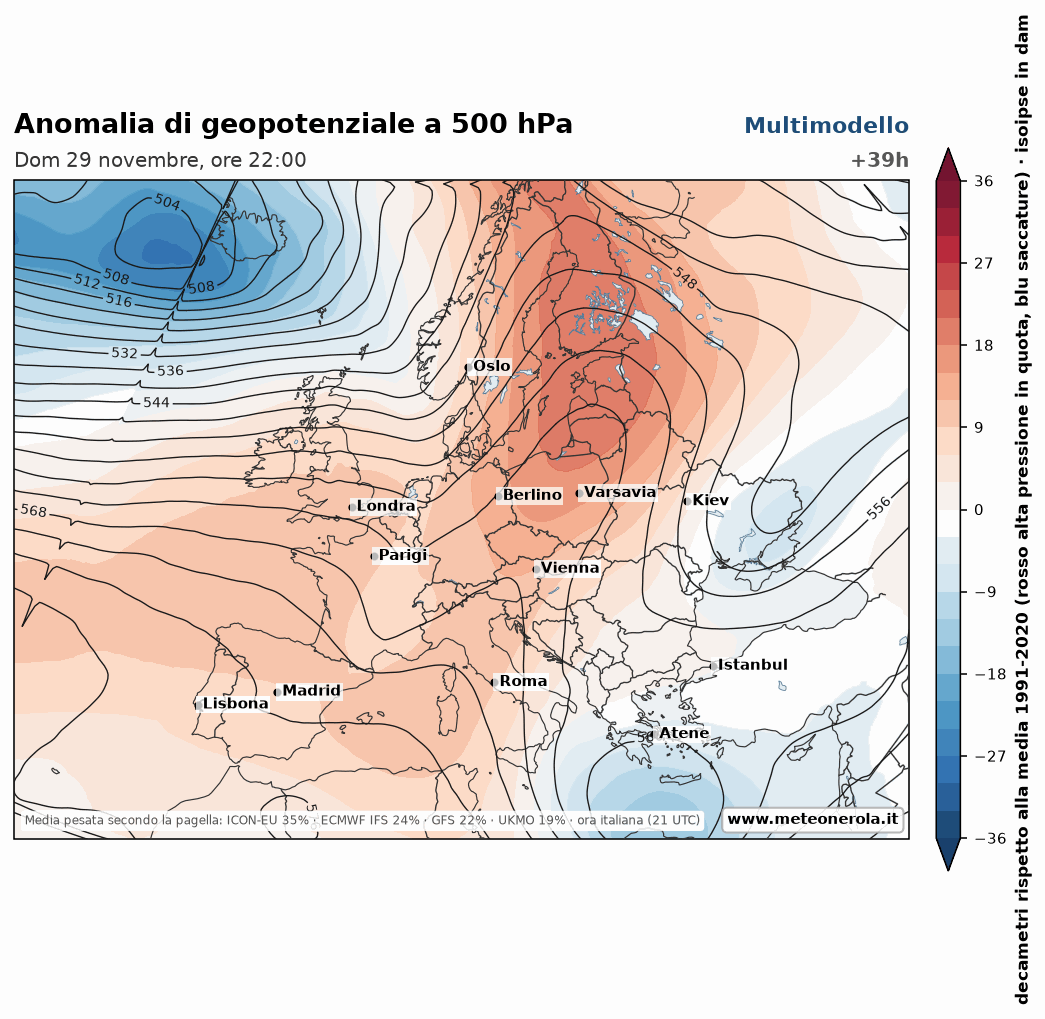 Anomalia di geopotenziale a 500 hPa
Multimodello
Dom 29 novembre, ore 22:00
+39h
504
508
508
512
516
532
536
544
548
556
568
Oslo
Londra
Berlino
Varsavia
Kiev
Parigi
Vienna
Istanbul
Roma
Madrid
Lisbona
Atene
Media pesata secondo la pagella: ICON-EU 35% · ECMWF IFS 24% · GFS 22% · UKMO 19% · ora italiana (21 UTC)
www.meteonerola.it
36
27
18
9
0
−9
−18
−27
−36
decametri rispetto alla media 1991-2020 (rosso alta pressione in quota, blu saccature) · isoipse in dam